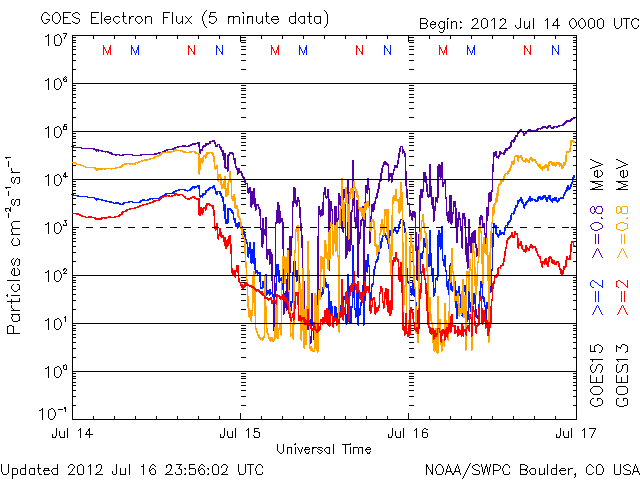 GOES Electron Flux (5 minute data)
Begin: 2012 Jul 14 0000 UTC
M M N N M M N N M M N N
10⁷
10⁶
10⁵
10⁴
10³
10²
10¹
10⁰
10⁻¹
Particles cm⁻²s⁻¹sr⁻¹
Jul 14 Jul 15 Jul 16 Jul 17
Universal Time
GOES15 >=2 >=0.8 MeV
GOES13 >=2 >=0.8 MeV
Updated 2012 Jul 16 23:56:02 UTC
NOAA/SWPC Boulder, CO USA